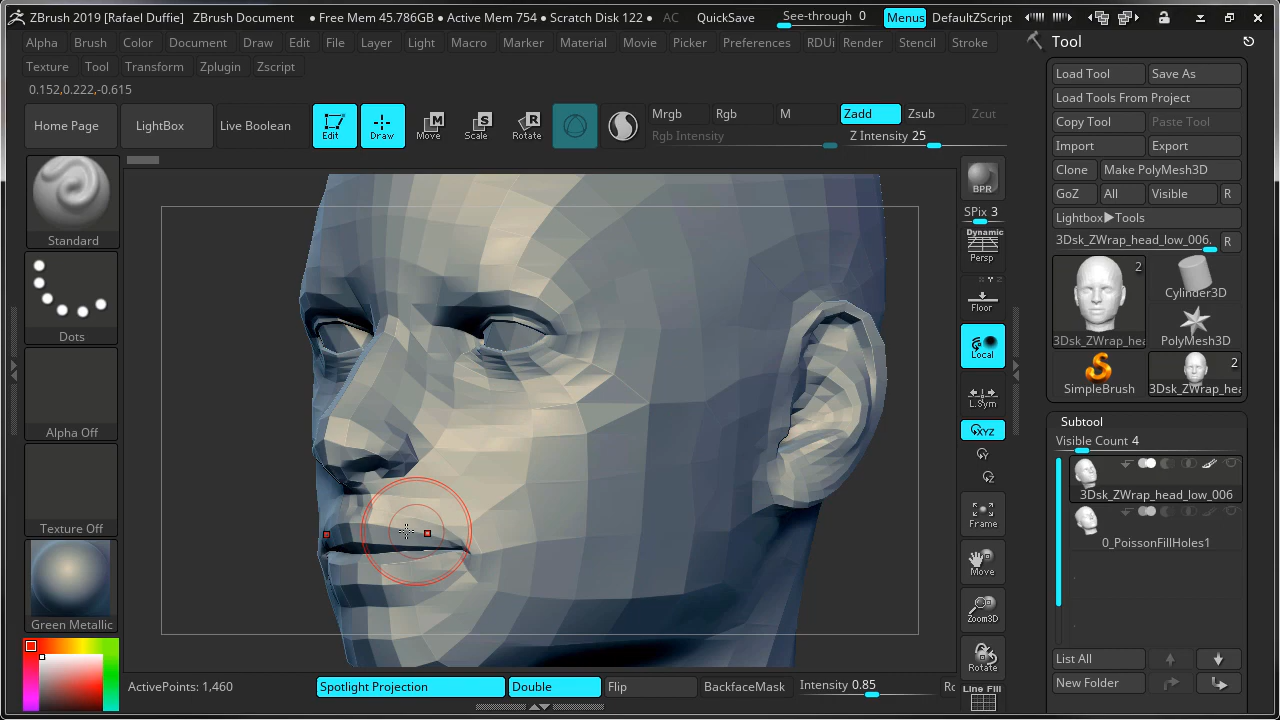 ZBrush 2019 [Rafael Duffie] ZBrush Document • Free Mem 45.786GB • Active Mem 754 • Scratch Disk 122 • AC QuickSave See-through 0 Menus DefaultZScript
Alpha Brush Color Document Draw Edit File Layer Light Macro Marker Material Movie Picker Preferences RDUi Render Stencil Stroke
Texture Tool Transform Zplugin Zscript
0.152,0.222,-0.615
Home Page LightBox Live Boolean Edit Draw Move Scale Rotate
Mrgb Rgb M Zadd Zsub Zcut
Rgb Intensity Z Intensity 25
Standard
Dots
Alpha Off
Texture Off
Green Metallic
BPR
SPix 3
Dynamic
Persp
Floor
Local
L.Sym
XYZ
Y
Z
Frame
Move
Zoom3D
Rotate
Line Fill
ActivePoints: 1,460 Spotlight Projection Double Flip BackfaceMask Intensity 0.85 Ro
Tool
Load Tool Save As
Load Tools From Project
Copy Tool Paste Tool
Import Export
Clone Make PolyMesh3D
GoZ All Visible R
Lightbox▶Tools
3Dsk_ZWrap_head_low_006. R
2
Cylinder3D
3Dsk_ZWrap_hea PolyMesh3D
2
SimpleBrush 3Dsk_ZWrap_hea
Subtool
Visible Count 4
3Dsk_ZWrap_head_low_006
0_PoissonFillHoles1
List All
New Folder